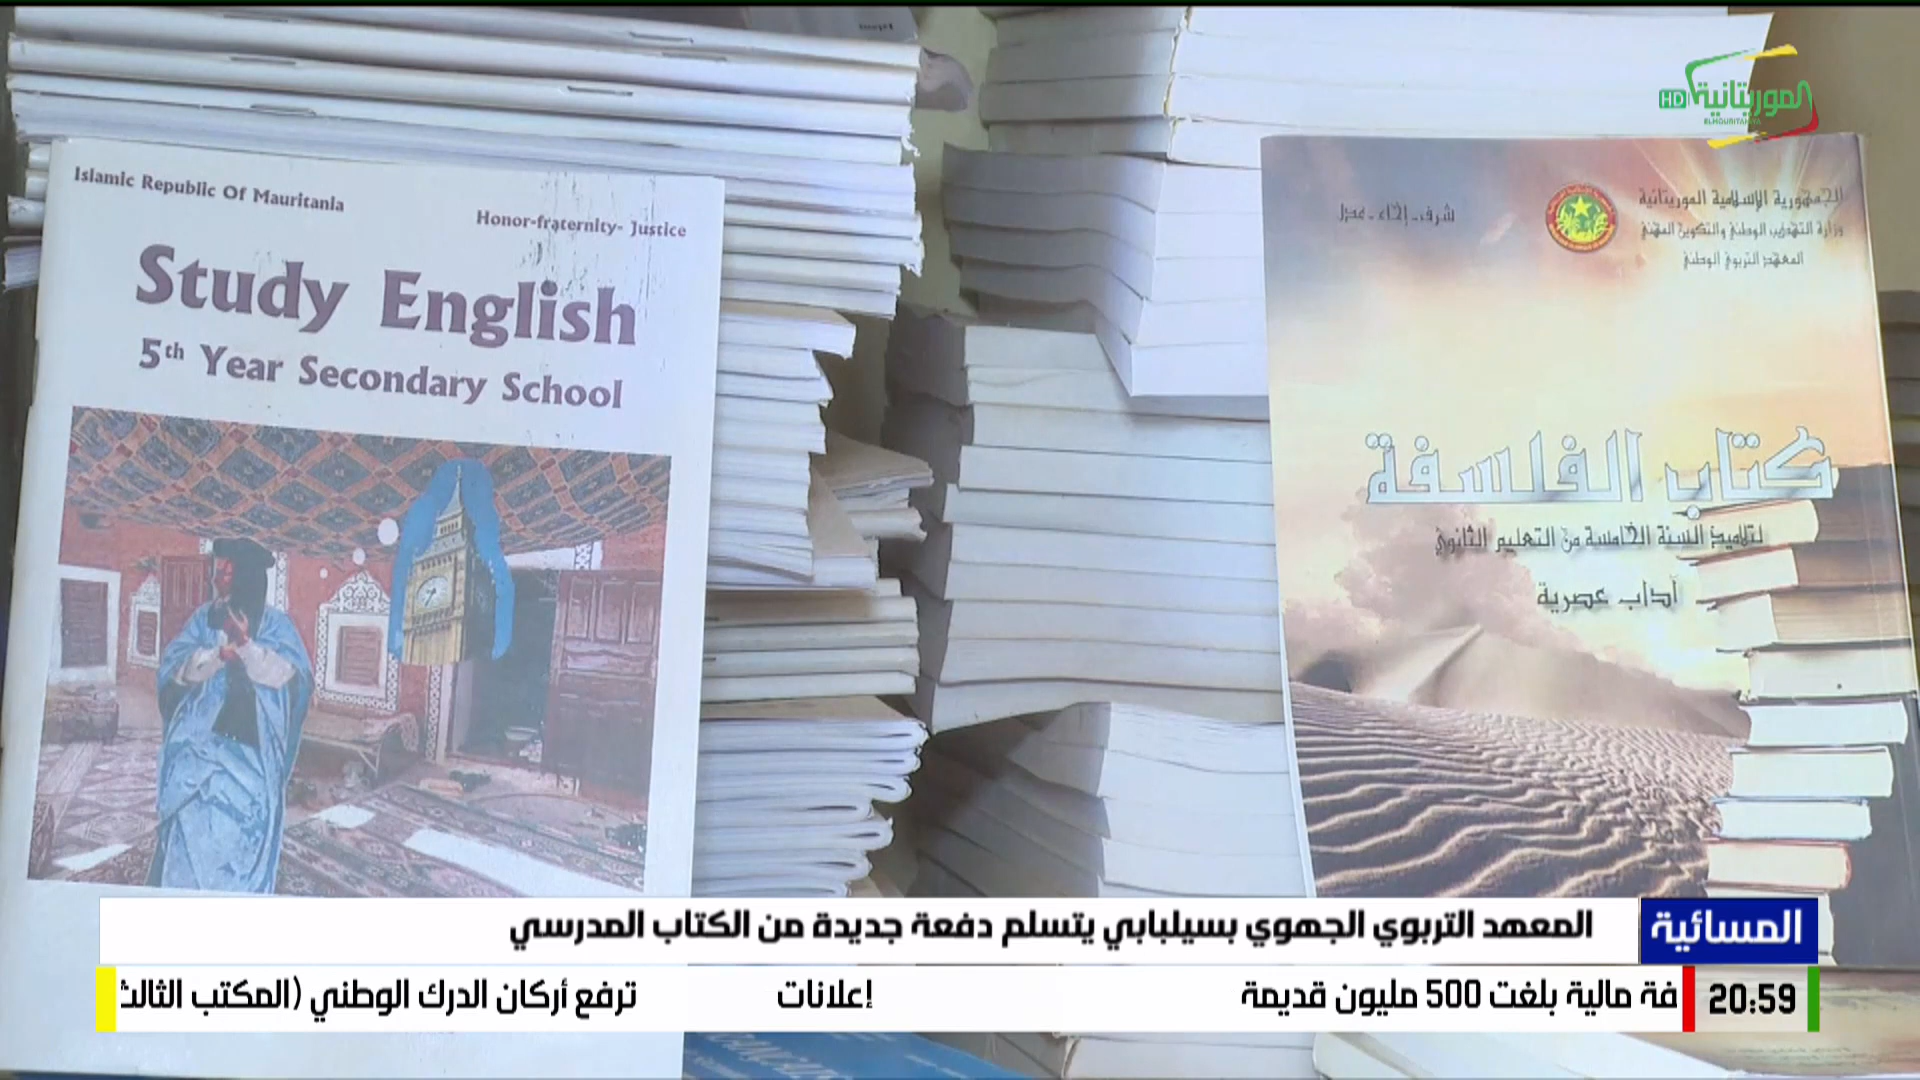 Islamic Republic Of Mauritania
Honor-fraternity- Justice
Study English
5th Year Secondary School
HD الموريتانية
ELMOURITANIYA
الجمهورية الإسلامية الموريتانية
شرف - إخاء - عدل
وزارة التهذيب الوطني والتكوين المهني
المعهد التربوي الوطني
كتاب الفلسفة
لتلاميذ السنة الخامسة من التعليم الثانوي
آداب عصرية
المسائية
المعهد التربوي الجهوي بسيلبابي يتسلم دفعة جديدة من الكتاب المدرسي
20:59
فة مالية بلغت 500 مليون قديمة
إعلانات
ترفع أركان الدرك الوطني (المكتب الثالث